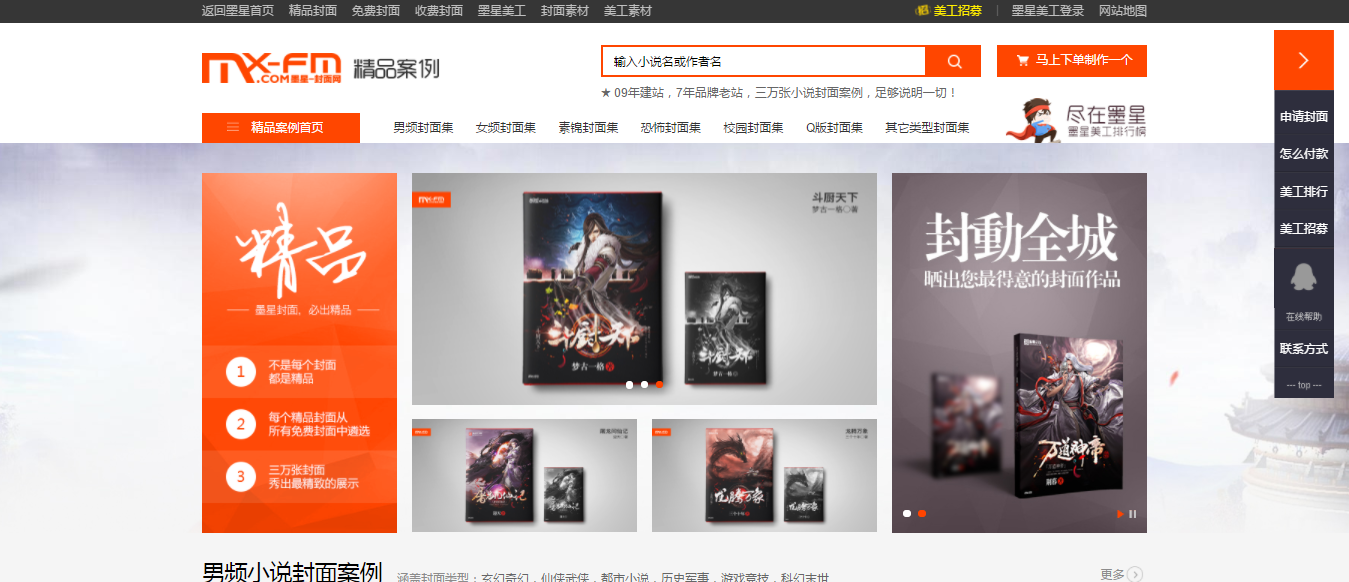 返回墨星首页 精品封面 免费封面 收费封面 墨星美工 封面素材 美工素材 美工招募 | 墨星美工登录 网站地图
MX-FM .COM墨星-封面网 精品案例
输入小说名或作者名
马上下单制作一个
★ 09年建站，7年品牌老站，三万张小说封面案例，足够说明一切！
精品案例首页 男频封面集 女频封面集 素锦封面集 恐怖封面集 校园封面集 Q版封面集 其它类型封面集
尽在墨星
墨星美工排行榜
申请封面
怎么付款
美工排行
美工招募
在线帮助
联系方式
--- top ---
精品
墨星封面，必出精品
1 不是每个封面
都是精品
2 每个精品封面从
所有免费封面中遴选
3 三万张封面
秀出最精致的展示
斗厨天下
梦古一格◎著
斗厨天下
梦古一格
封動全城
晒出您最得意的封面作品
万道神帝
龙腾万象
男频小说封面案例 涵盖封面类型：玄幻奇幻，仙侠武侠，都市小说，历史军事，游戏竞技，科幻末世 更多